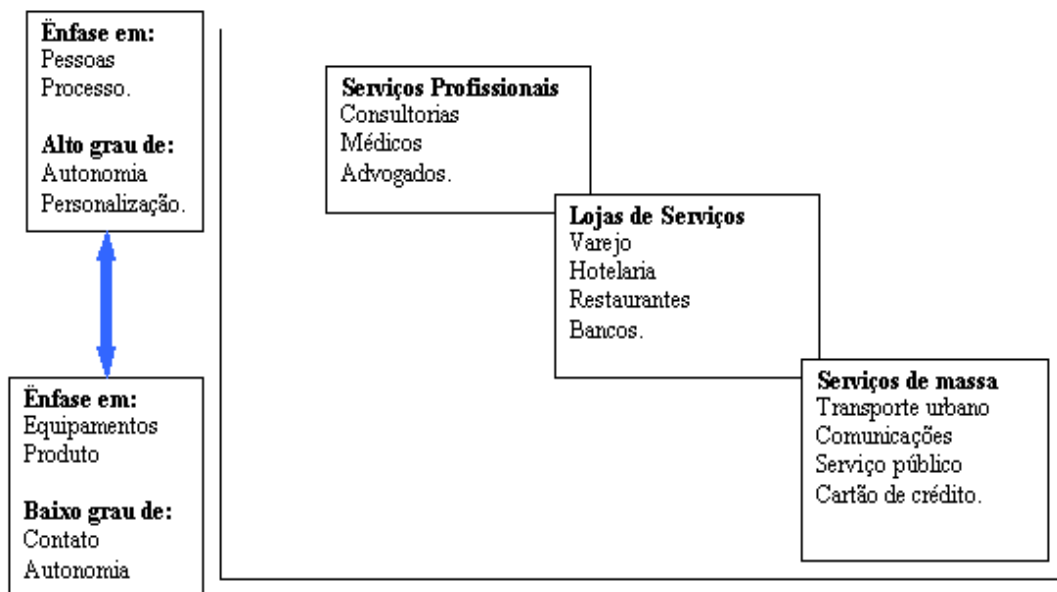 Ënfase em:
Pessoas
Processo.
Alto grau de:
Autonomia
Personalização.
Serviços Profissionais
Consultorias
Médicos
Advogados.
Lojas de Serviços
Varejo
Hotelaria
Restaurantes
Bancos.
Ënfase em:
Equipamentos
Produto
Baixo grau de:
Contato
Autonomia
Serviços de massa
Transporte urbano
Comunicações
Serviço público
Cartão de crédito.